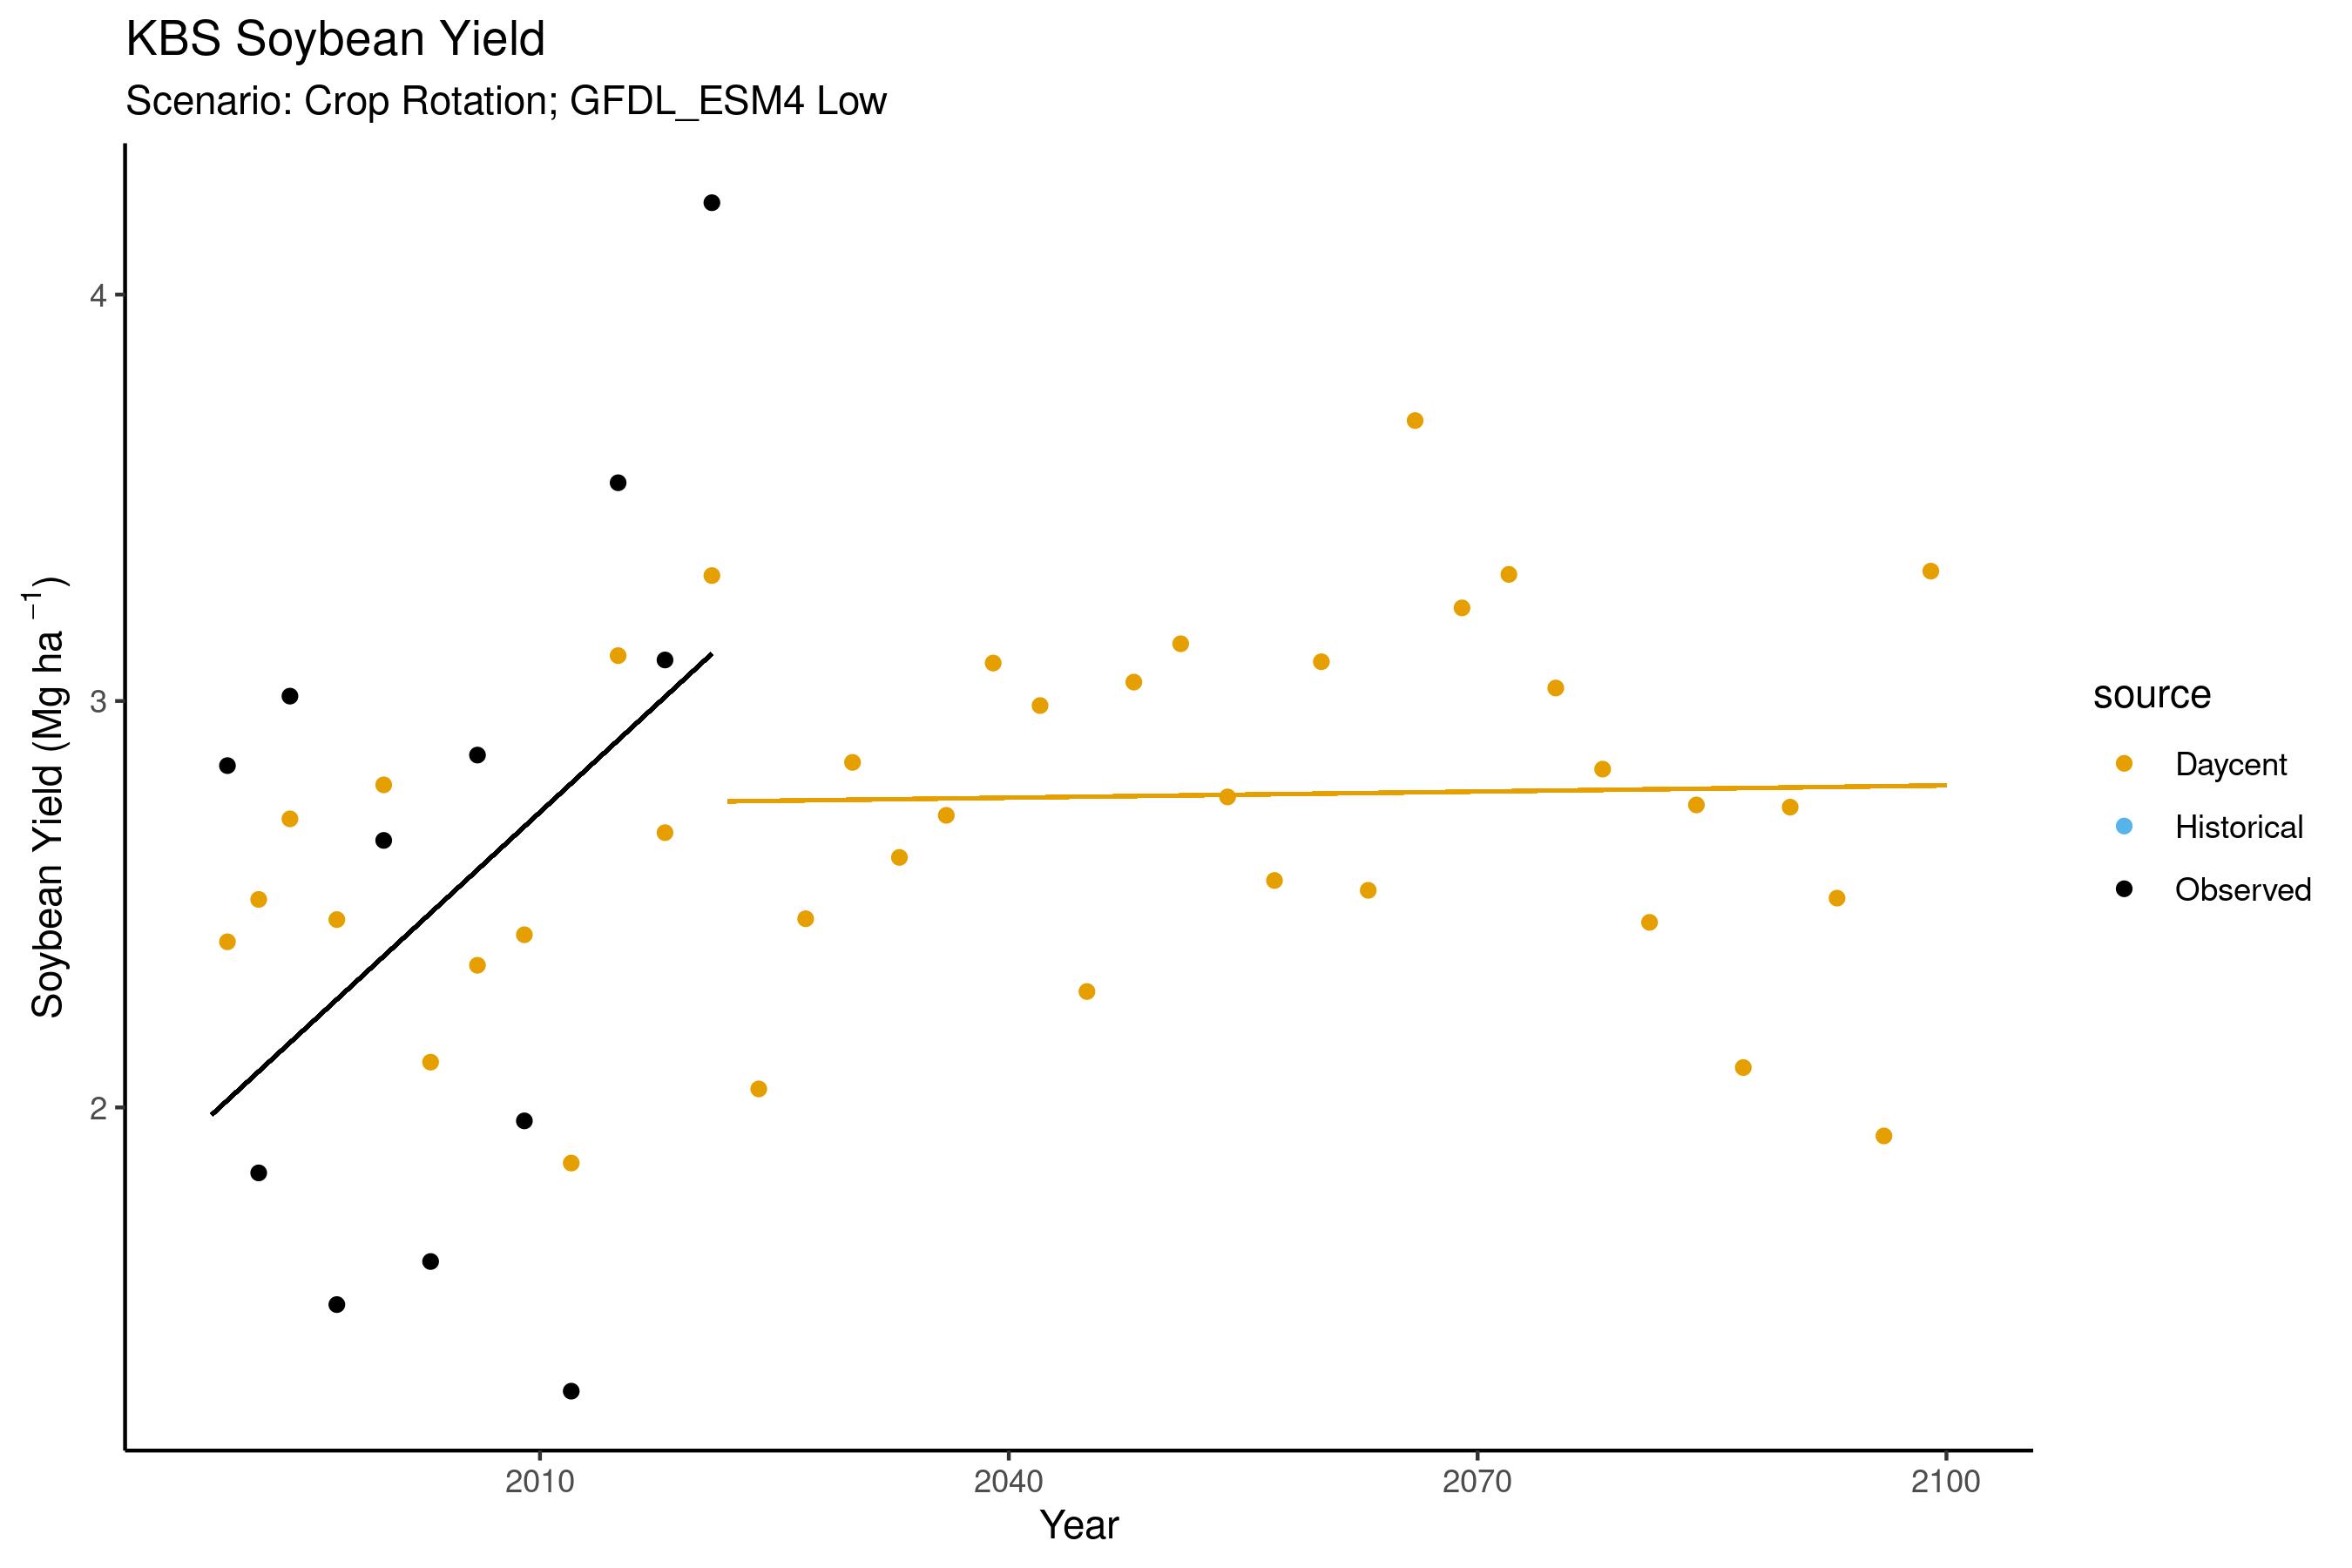 KBS Soybean Yield
Scenario: Crop Rotation; GFDL_ESM4 Low
Soybean Yield (Mg ha⁻¹)
4
3
2
2010 2040 2070 2100
Year
source
Daycent
Historical
Observed